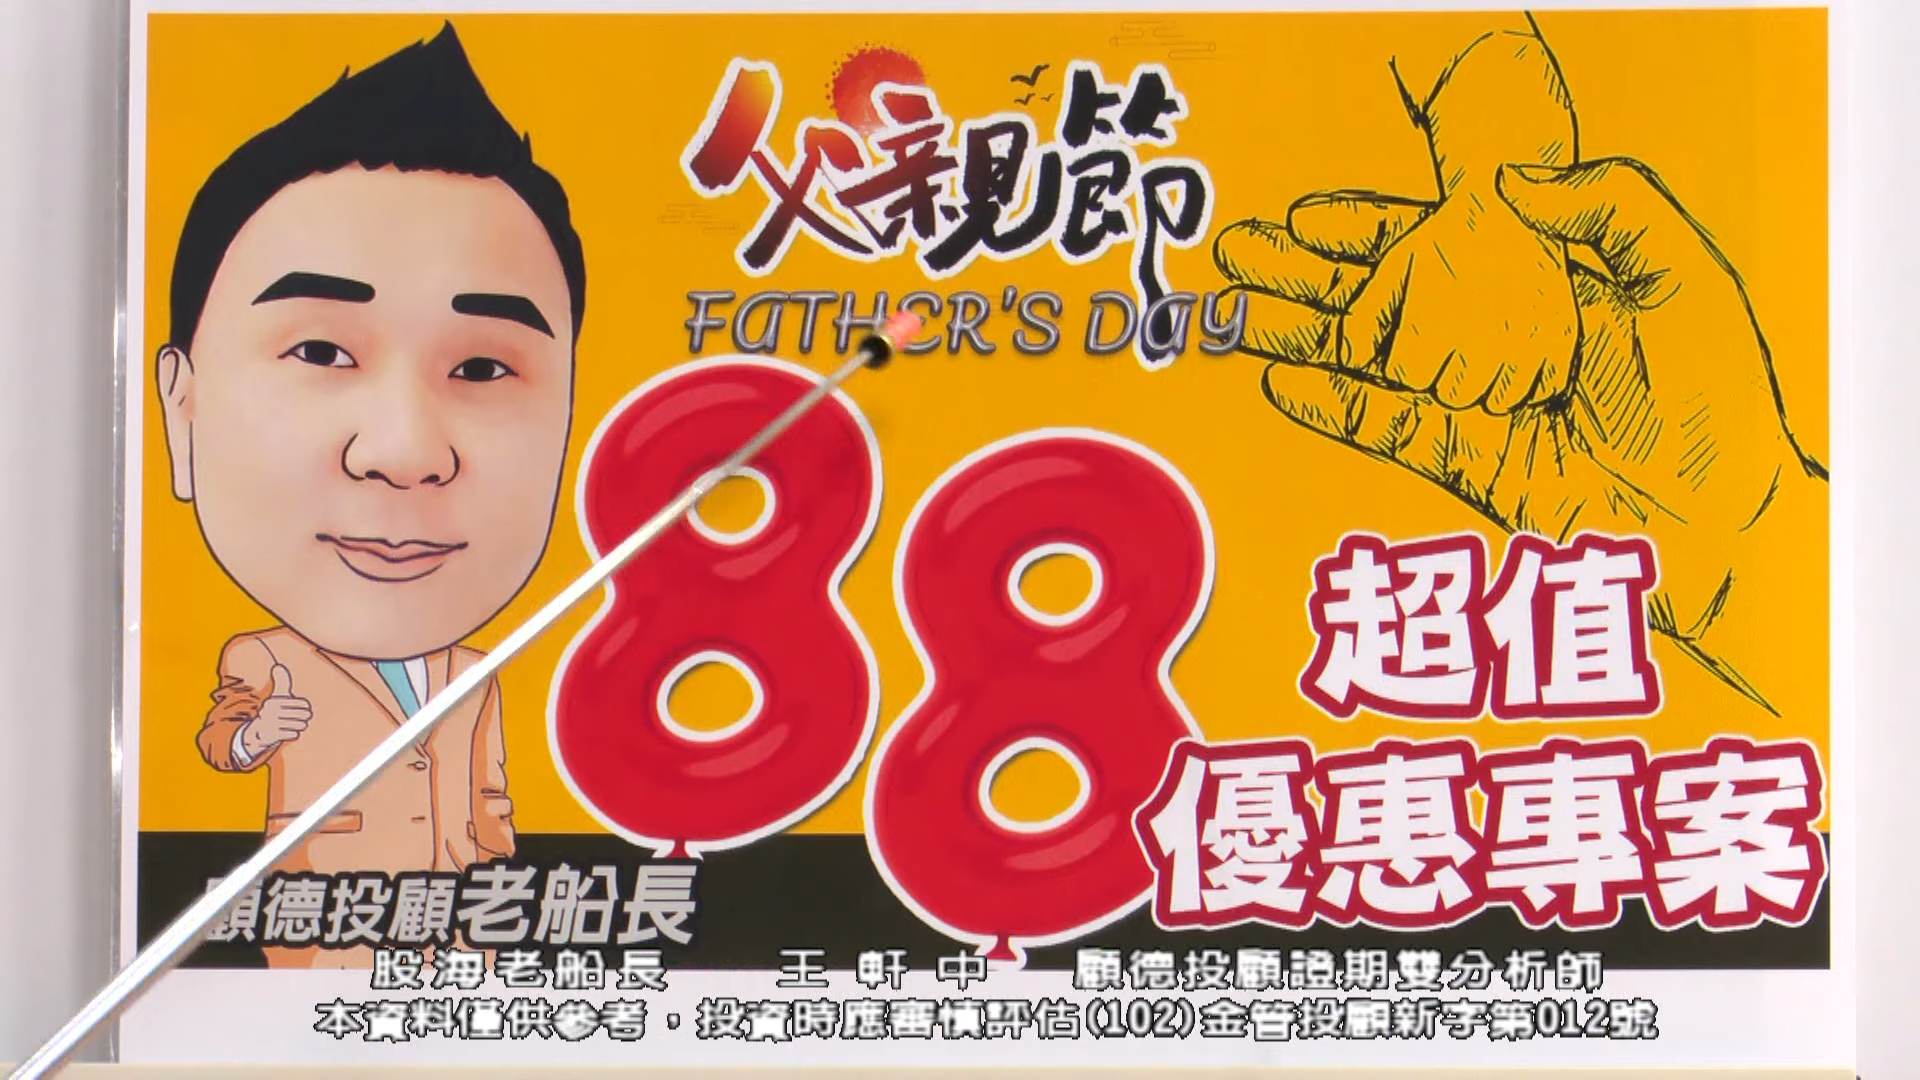 父親節
FATHER'S DAY
88
超值
優惠專案
顧德投顧老船長
股海老船長 王軒中 顧德投顧證期雙分析師
本資料僅供參考,投資時應審慎評估(102)金管投顧新字第012號